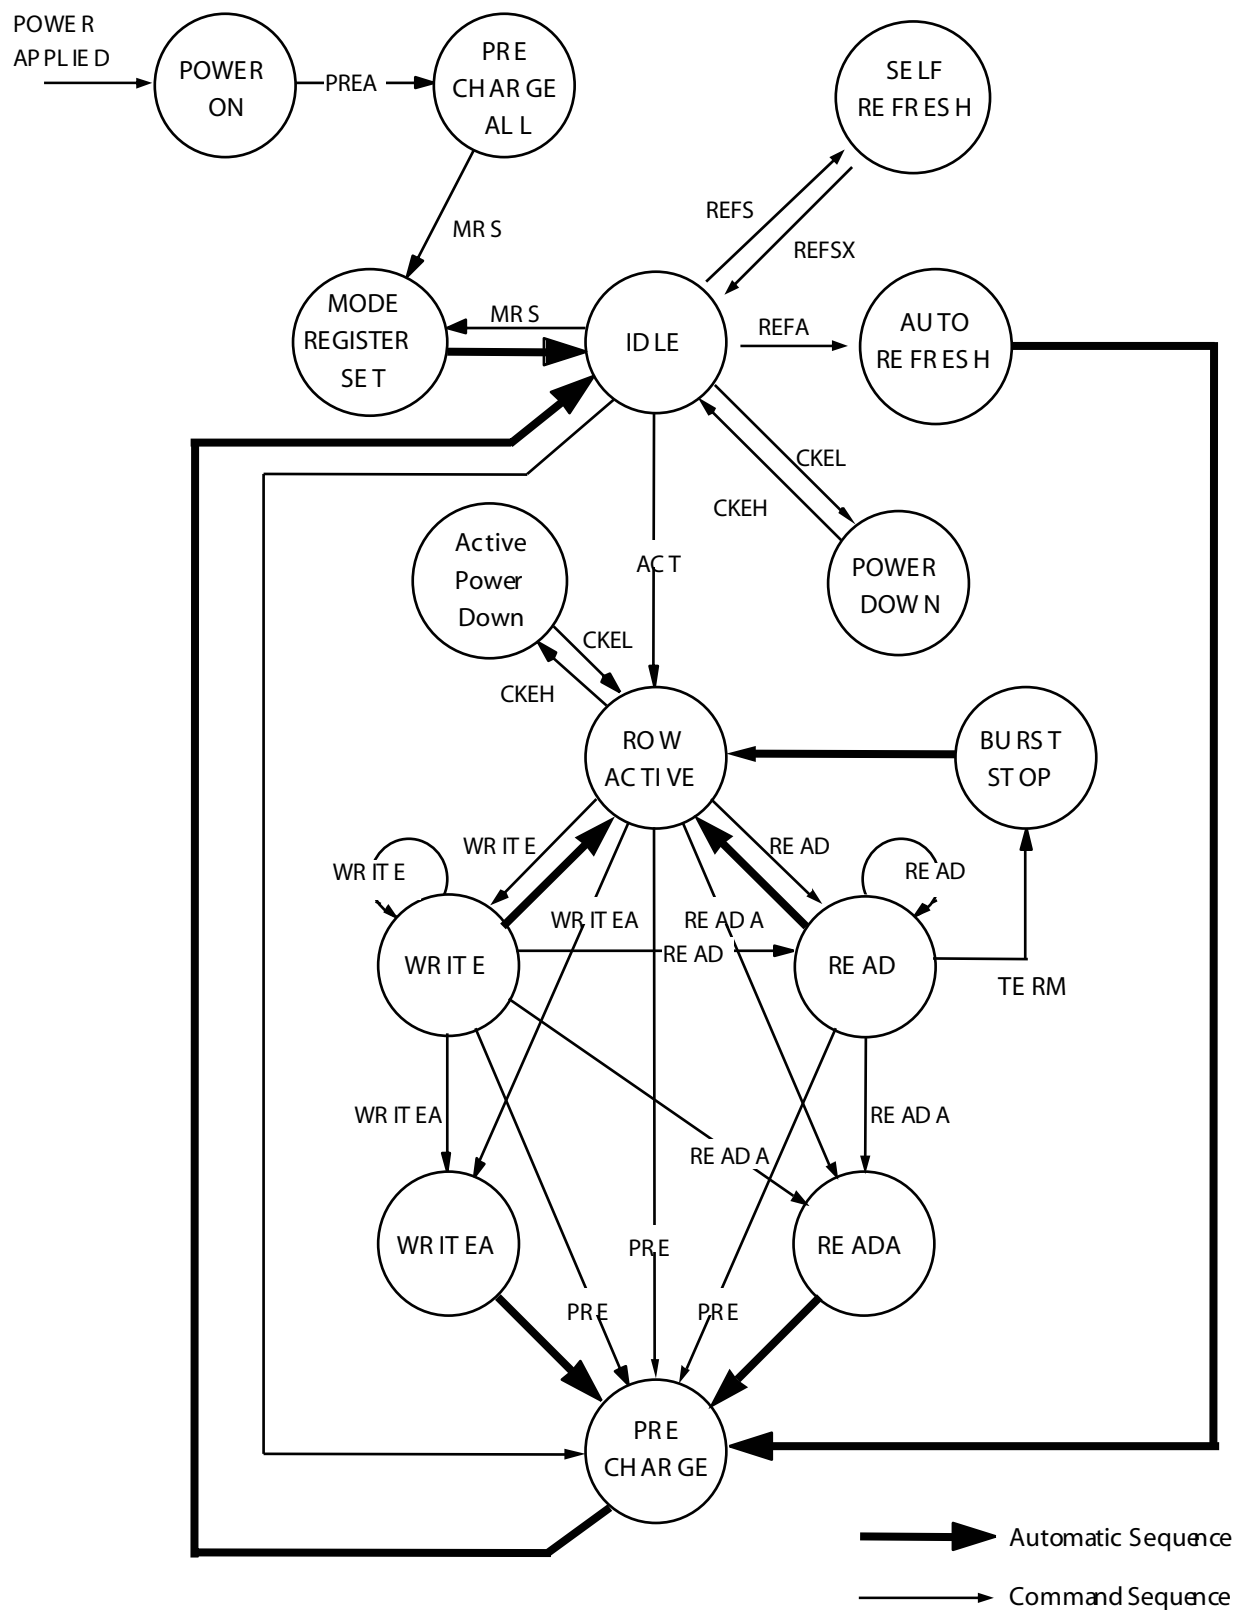 POWER
APPLIED
POWER
ON
PREA
PRE
CHARGE
ALL
SELF
REFRESH
MRS
REFS
REFSX
MODE
REGISTER
SET
MRS
IDLE
REFA
AUTO
REFRESH
CKEL
CKEH
Active
Power
Down
ACT
POWER
DOWN
CKEL
CKEH
ROW
ACTIVE
BURST
STOP
WRITE
READ
WRITE
READ
WRITEA
READA
WRITE
READ
READ
TERM
WRITEA
READA
READA
WRITEA
PRE
READA
PRE
PRE
PRE
CHARGE
Automatic Sequence
Command Sequence